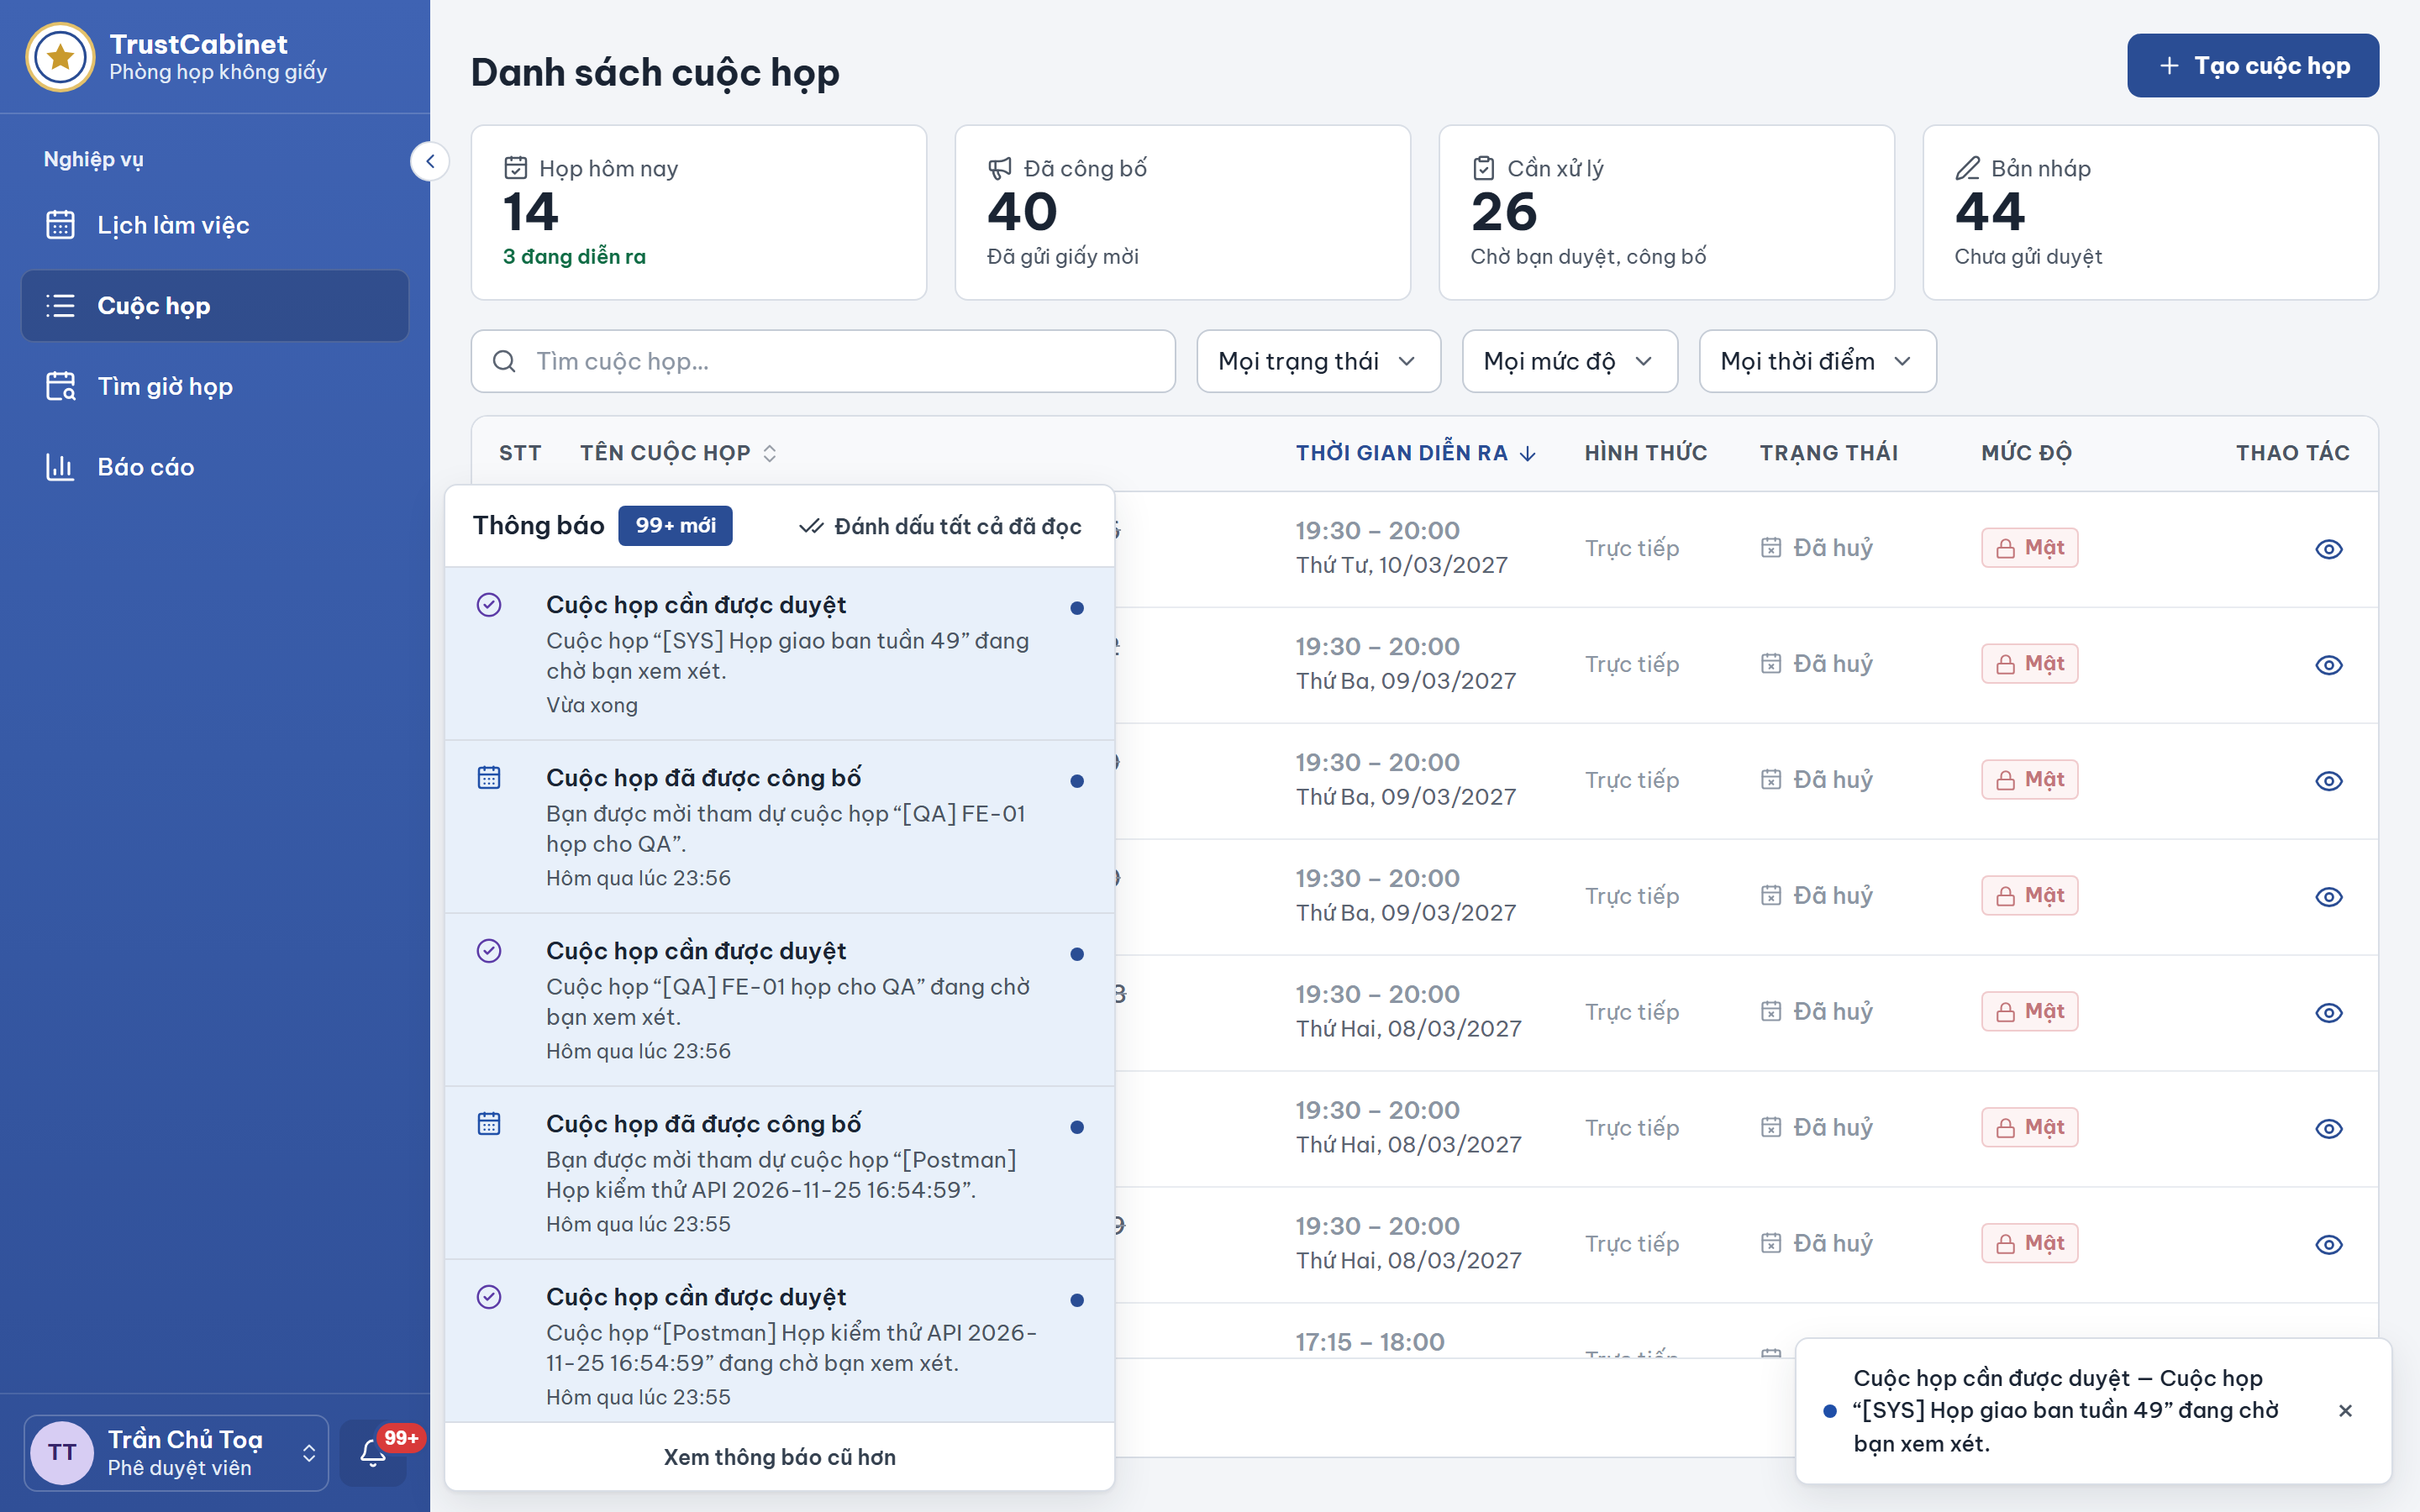 TrustCabinet
Phòng họp không giấy
Nghiệp vụ
Lịch làm việc
Cuộc họp
Tìm giờ họp
Báo cáo
TT
Trần Chủ Toạ
Phê duyệt viên
99+
Danh sách cuộc họp
Tạo cuộc họp
Họp hôm nay
14
3 đang diễn ra
Đã công bố
40
Đã gửi giấy mời
Cần xử lý
26
Chờ bạn duyệt, công bố
Bản nháp
44
Chưa gửi duyệt
Tìm cuộc họp...
Mọi trạng thái
Mọi mức độ
Mọi thời điểm
STT TÊN CUỘC HỌP THỜI GIAN DIỄN RA HÌNH THỨC TRẠNG THÁI MỨC ĐỘ THAO TÁC
Thông báo 99+ mới Đánh dấu tất cả đã đọc
Cuộc họp cần được duyệt
Cuộc họp “[SYS] Họp giao ban tuần 49” đang
chờ bạn xem xét.
Vừa xong
Cuộc họp đã được công bố
Bạn được mời tham dự cuộc họp “[QA] FE-01
họp cho QA”.
Hôm qua lúc 23:56
Cuộc họp cần được duyệt
Cuộc họp “[QA] FE-01 họp cho QA” đang chờ
bạn xem xét.
Hôm qua lúc 23:56
Cuộc họp đã được công bố
Bạn được mời tham dự cuộc họp “[Postman]
Họp kiểm thử API 2026-11-25 16:54:59”.
Hôm qua lúc 23:55
Cuộc họp cần được duyệt
Cuộc họp “[Postman] Họp kiểm thử API 2026-
11-25 16:54:59” đang chờ bạn xem xét.
Hôm qua lúc 23:55
Xem thông báo cũ hơn
19:30 – 20:00
Thứ Tư, 10/03/2027
Trực tiếp Đã huỷ Mật
19:30 – 20:00
Thứ Ba, 09/03/2027
Trực tiếp Đã huỷ Mật
19:30 – 20:00
Thứ Ba, 09/03/2027
Trực tiếp Đã huỷ Mật
19:30 – 20:00
Thứ Ba, 09/03/2027
Trực tiếp Đã huỷ Mật
19:30 – 20:00
Thứ Hai, 08/03/2027
Trực tiếp Đã huỷ Mật
19:30 – 20:00
Thứ Hai, 08/03/2027
Trực tiếp Đã huỷ Mật
19:30 – 20:00
Thứ Hai, 08/03/2027
Trực tiếp Đã huỷ Mật
17:15 – 18:00
Cuộc họp cần được duyệt — Cuộc họp
“[SYS] Họp giao ban tuần 49” đang chờ
bạn xem xét.